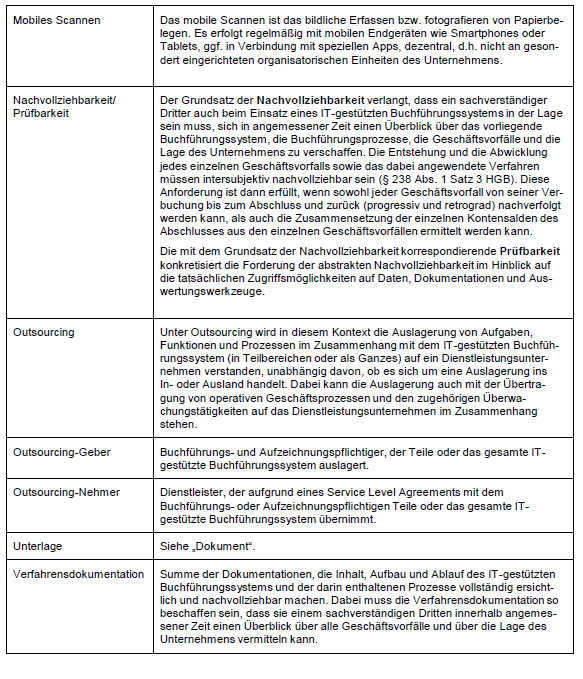 Mobiles Scannen
Das mobile Scannen ist das bildliche Erfassen bzw. fotografieren von Papierbe-
legen. Es erfolgt regelmäßig mit mobilen Endgeräten wie Smartphones oder
Tablets, ggf. in Verbindung mit speziellen Apps, dezentral, d.h. nicht an geson-
dert eingerichteten organisatorischen Einheiten des Unternehmens.
Nachvollziehbarkeit/
Prüfbarkeit
Der Grundsatz der Nachvollziehbarkeit verlangt, dass ein sachverständiger
Dritter auch beim Einsatz eines IT-gestützten Buchführungssystems in der Lage
sein muss, sich in angemessener Zeit einen Überblick über das vorliegende
Buchführungssystem, die Buchführungsprozesse, die Geschäftsvorfälle und die
Lage des Unternehmens zu verschaffen. Die Entstehung und die Abwicklung
jedes einzelnen Geschäftsvorfalls sowie das dabei angewendete Verfahren
müssen intersubjektiv nachvollziehbar sein (§ 238 Abs. 1 Satz 3 HGB). Diese
Anforderung ist dann erfüllt, wenn sowohl jeder Geschäftsvorfall von seiner Ver-
buchung bis zum Abschluss und zurück (progressiv und retrograd) nachverfolgt
werden kann, als auch die Zusammensetzung der einzelnen Kontensalden des
Abschlusses aus den einzelnen Geschäftsvorfällen ermittelt werden kann.
Die mit dem Grundsatz der Nachvollziehbarkeit korrespondierende Prüfbarkeit
konkretisiert die Forderung der abstrakten Nachvollziehbarkeit im Hinblick auf
die tatsächlichen Zugriffsmöglichkeiten auf Daten, Dokumentationen und Aus-
wertungswerkzeuge.
Outsourcing
Unter Outsourcing wird in diesem Kontext die Auslagerung von Aufgaben,
Funktionen und Prozessen im Zusammenhang mit dem IT-gestützten Buchfüh-
rungssystem (in Teilbereichen oder als Ganzes) auf ein Dienstleistungsunter-
nehmen verstanden, unabhängig davon, ob es sich um eine Auslagerung ins
In- oder Ausland handelt. Dabei kann die Auslagerung auch mit der Übertra-
gung von operativen Geschäftsprozessen und den zugehörigen Überwa-
chungstätigkeiten auf das Dienstleistungsunternehmen im Zusammenhang
stehen.
Outsourcing-Geber
Buchführungs- und Aufzeichnungspflichtiger, der Teile oder das gesamte IT-
gestützte Buchführungssystem auslagert.
Outsourcing-Nehmer
Dienstleister, der aufgrund eines Service Level Agreements mit dem
Buchführungs- oder Aufzeichnungspflichtigen Teile oder das gesamte IT-
gestützte Buchführungssystem übernimmt.
Unterlage
Siehe „Dokument“.
Verfahrensdokumentation
Summe der Dokumentationen, die Inhalt, Aufbau und Ablauf des IT-gestützten
Buchführungssystems und der darin enthaltenen Prozesse vollständig ersicht-
lich und nachvollziehbar machen. Dabei muss die Verfahrensdokumentation so
beschaffen sein, dass sie einem sachverständigen Dritten innerhalb angemes-
sener Zeit einen Überblick über alle Geschäftsvorfälle und über die Lage des
Unternehmens vermitteln kann.